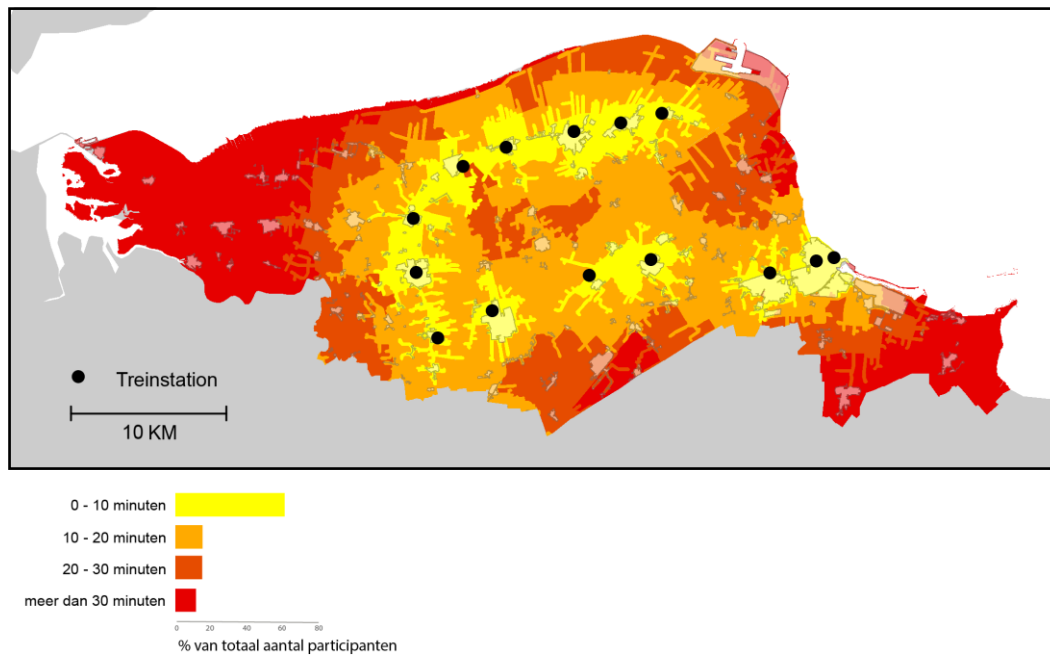 Treinstation
10 KM
0 - 10 minuten
10 - 20 minuten
20 - 30 minuten
meer dan 30 minuten
0 20 40 60 80
% van totaal aantal participanten